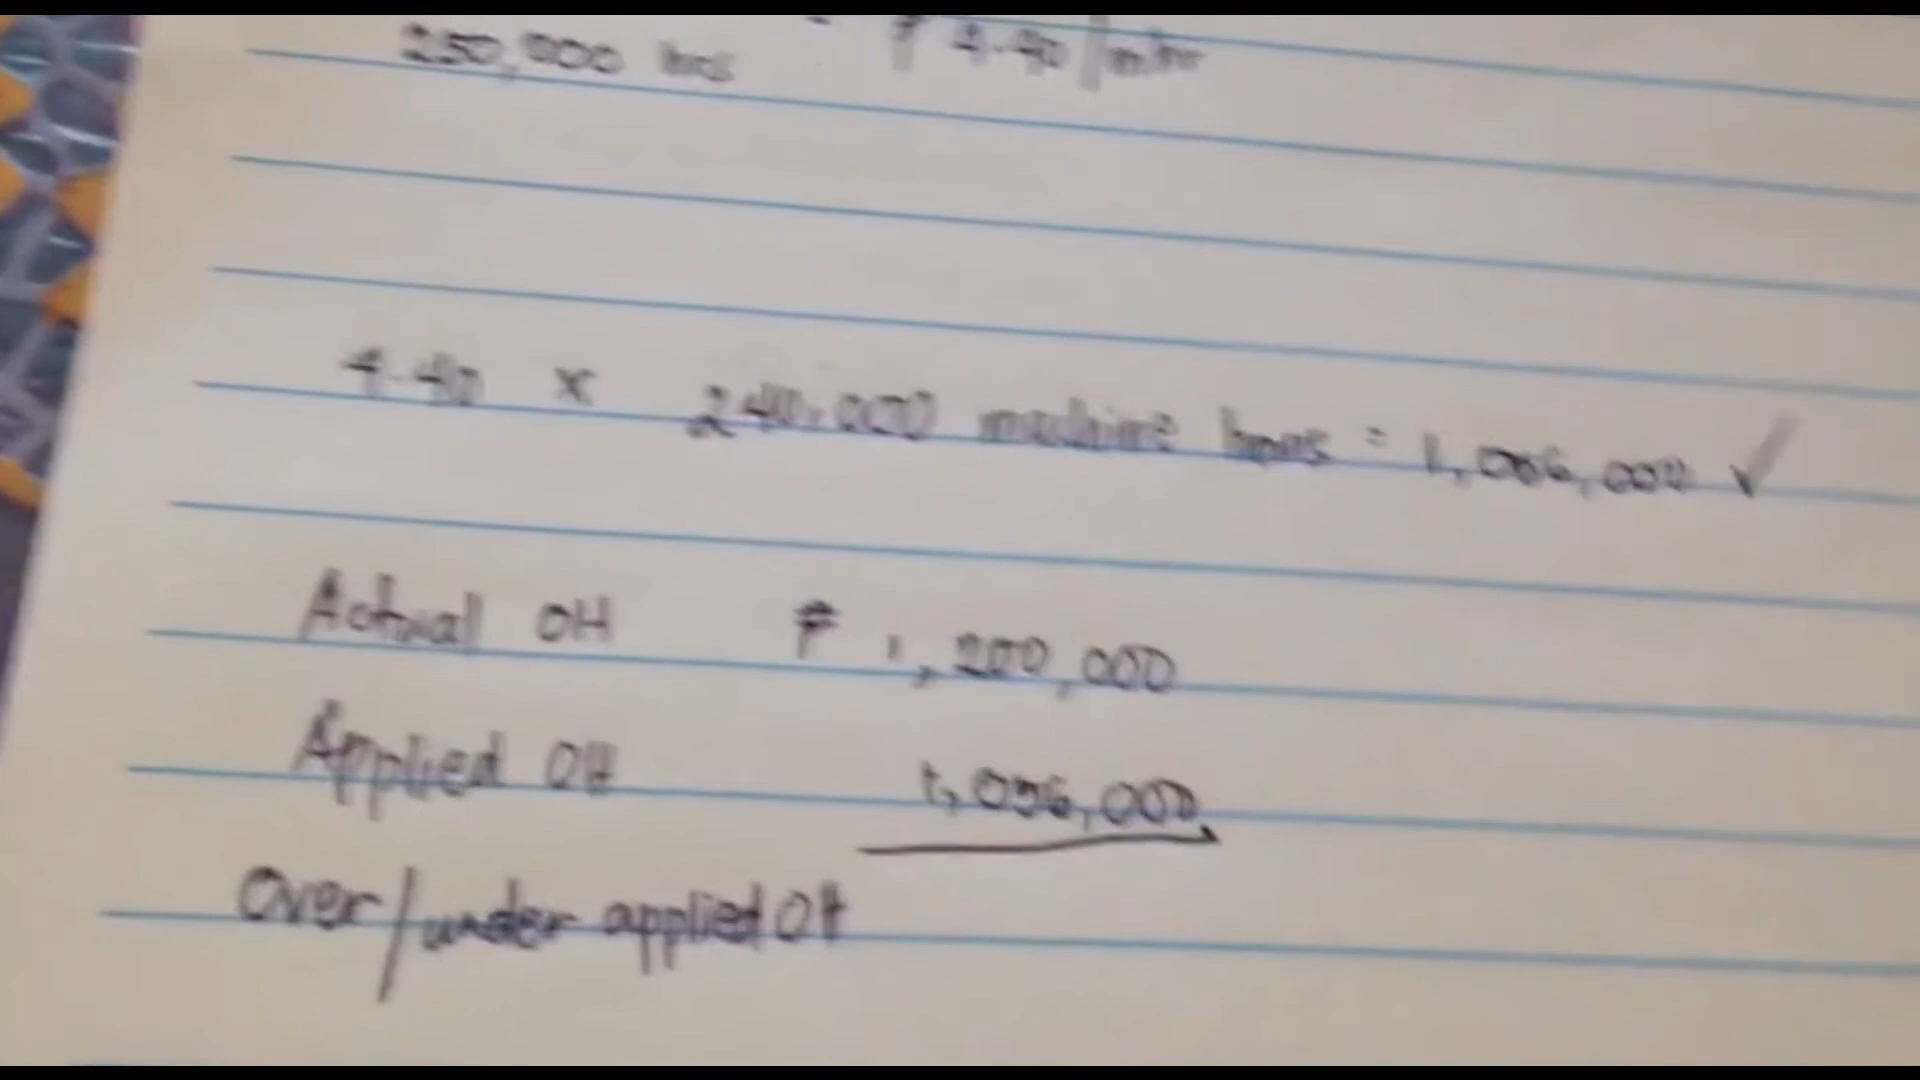 250,000 hrs = ₱ 4.40/m.hr
4.40 x 240,000 machine hours = 1,056,000 ✓
Actual OH ₱ 1,200,000
Applied OH 1,056,000
Over/under applied OH